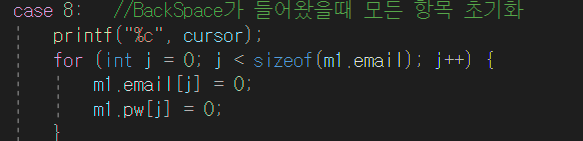 case 8:   //BackSpace가 들어왔을때 모든 항목 초기화
printf("%c", cursor);
for (int j = 0; j < sizeof(m1.email); j++) {
m1.email[j] = 0;
m1.pw[j] = 0;
}